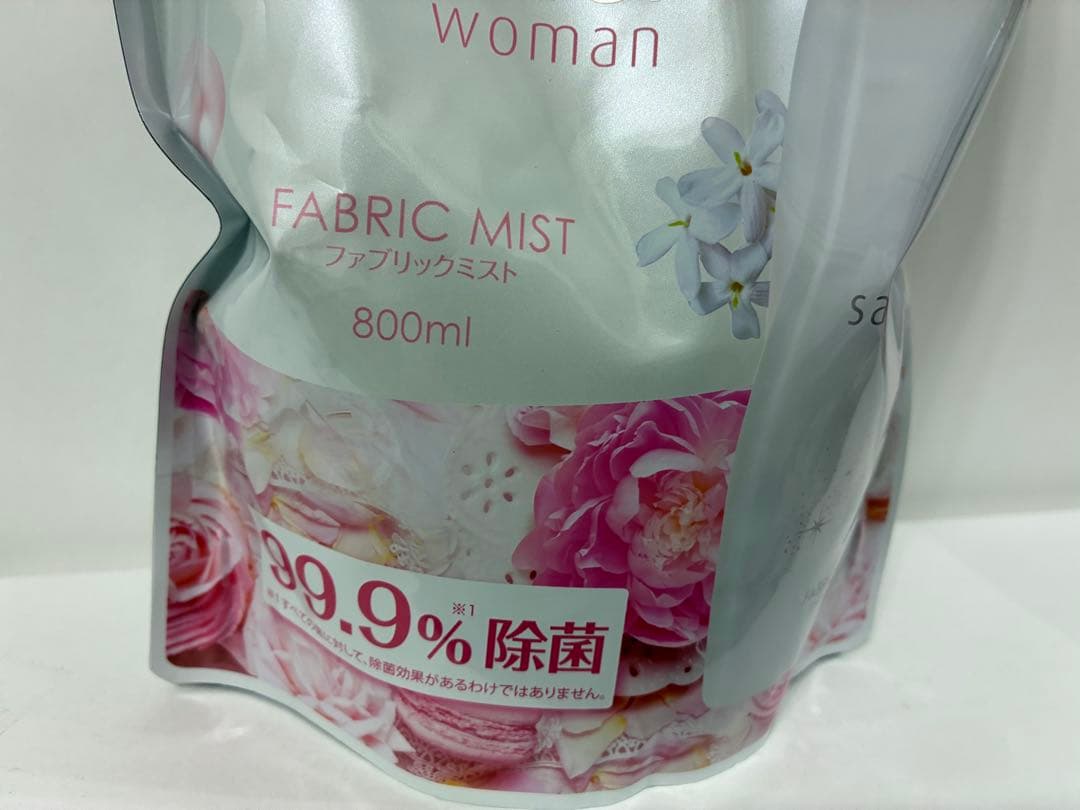 woman
FABRIC MIST
ファブリックミスト
800ml
sa
99.9%※1除菌
※1すべての菌に対して、除菌効果があるわけではありません。